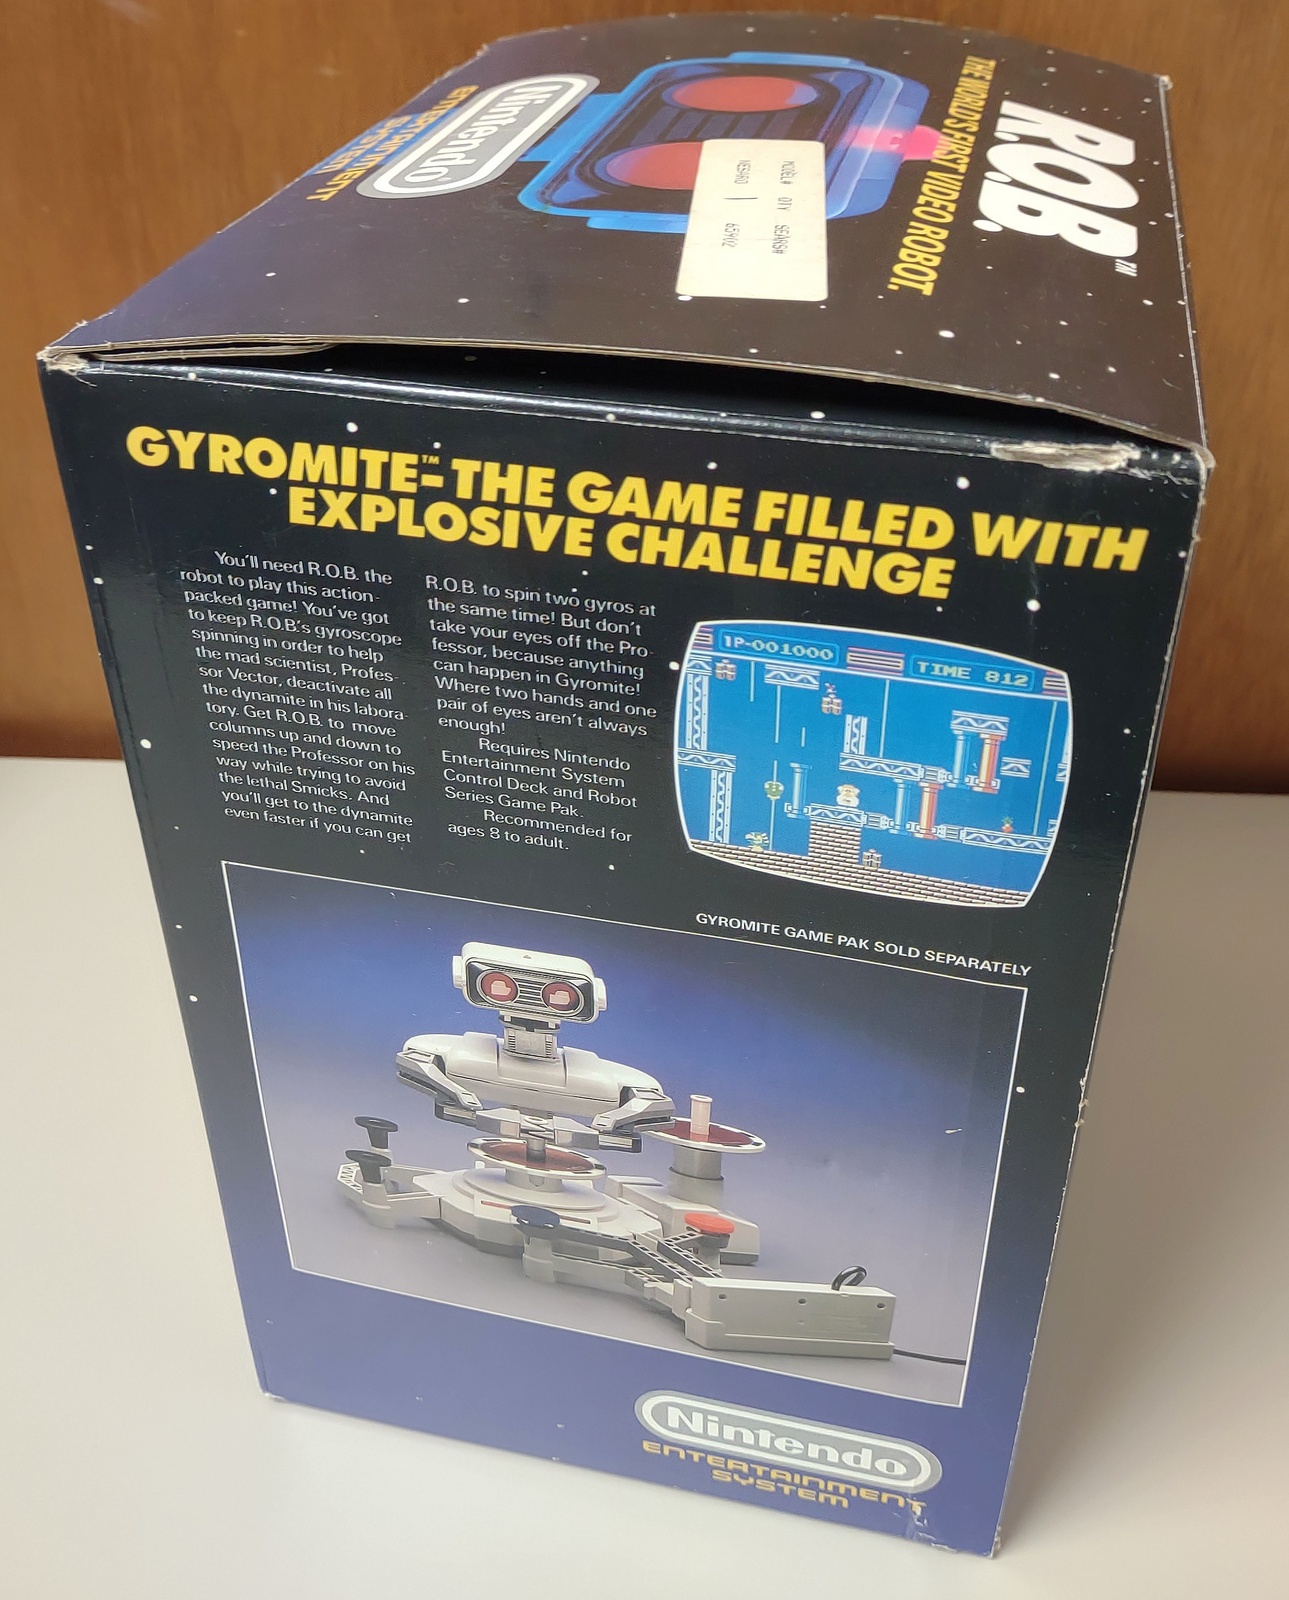 R.O.B.™
THE WORLD'S FIRST VIDEO ROBOT.
Nintendo
ENTERTAINMENT
SYSTEM
MODEL# QTY SEARS#
NESHRO 1 65902
GYROMITE™-THE GAME FILLED WITH
EXPLOSIVE CHALLENGE
You'll need R.O.B. the
robot to play this action-
packed game! You've got
to keep R.O.B.'s gyroscope
spinning in order to help
the mad scientist, Profes-
sor Vector, deactivate all
the dynamite in his labora-
tory. Get R.O.B. to move
columns up and down to
speed the Professor on his
way while trying to avoid
the lethal Smicks. And
you'll get to the dynamite
even faster if you can get
R.O.B. to spin two gyros at
the same time! But don't
take your eyes off the Pro-
fessor, because anything
can happen in Gyromite!
Where two hands and one
pair of eyes aren't always
enough!
Requires Nintendo
Entertainment System
Control Deck and Robot
Series Game Pak.
Recommended for
ages 8 to adult.
1P-001000
TIME 812
GYROMITE GAME PAK SOLD SEPARATELY
Nintendo
ENTERTAINMENT
SYSTEM